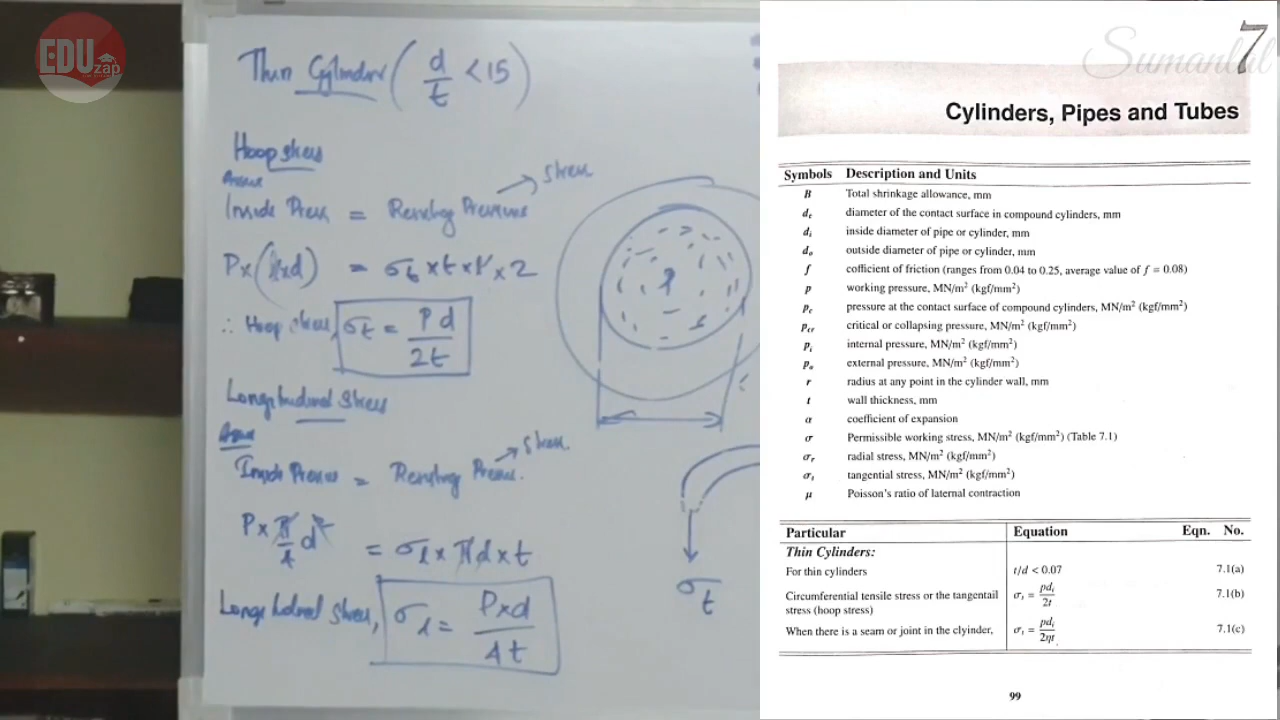 EDU
zap
Thin Cylinder ( d/t < 15 )
Hoop stress
Inside Press = Resisting Pressure → Stress
P x ( l x d ) = σt x t x l x 2
∴ Hoop stress, σt = Pd / 2t
Longitudinal Stress
Inside Pressure = Resisting Pressure. → Stress
P x π/4 d² = σl x πd x t
Longitudinal stress, σl = Pxd / 4t
P
σt
7
Sumanlal
Cylinders, Pipes and Tubes
Symbols Description and Units
B Total shrinkage allowance, mm
dc diameter of the contact surface in compound cylinders, mm
di inside diameter of pipe or cylinder, mm
do outside diameter of pipe or cylinder, mm
f cofficient of friction (ranges from 0.04 to 0.25, average value of f = 0.08)
p working pressure, MN/m² (kgf/mm²)
pc pressure at the contact surface of compound cylinders, MN/m² (kgf/mm²)
pcr critical or collapsing pressure, MN/m² (kgf/mm²)
pi internal pressure, MN/m² (kgf/mm²)
po external pressure, MN/m² (kgf/mm²)
r radius at any point in the cylinder wall, mm
t wall thickness, mm
α coefficient of expansion
σ Permissible working stress, MN/m² (kgf/mm²) (Table 7.1)
σr radial stress, MN/m² (kgf/mm²)
σt tangential stress, MN/m² (kgf/mm²)
μ Poisson's ratio of laternal contraction
Particular Equation Eqn. No.
Thin Cylinders:
For thin cylinders t/d < 0.07 7.1(a)
Circumferential tensile stress or the tangentail σt = pdi / 2t 7.1(b)
stress (hoop stress)
When there is a seam or joint in the clyinder, σt = pdi / 2ηt 7.1(c)
99